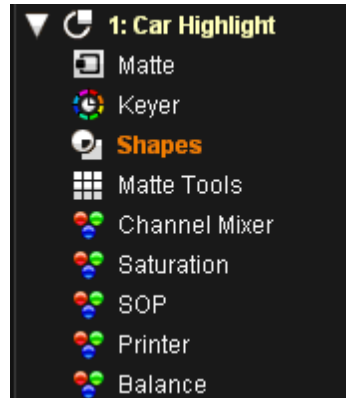 1: Car Highlight
Matte
Keyer
Shapes
Matte Tools
Channel Mixer
Saturation
SOP
Printer
Balance